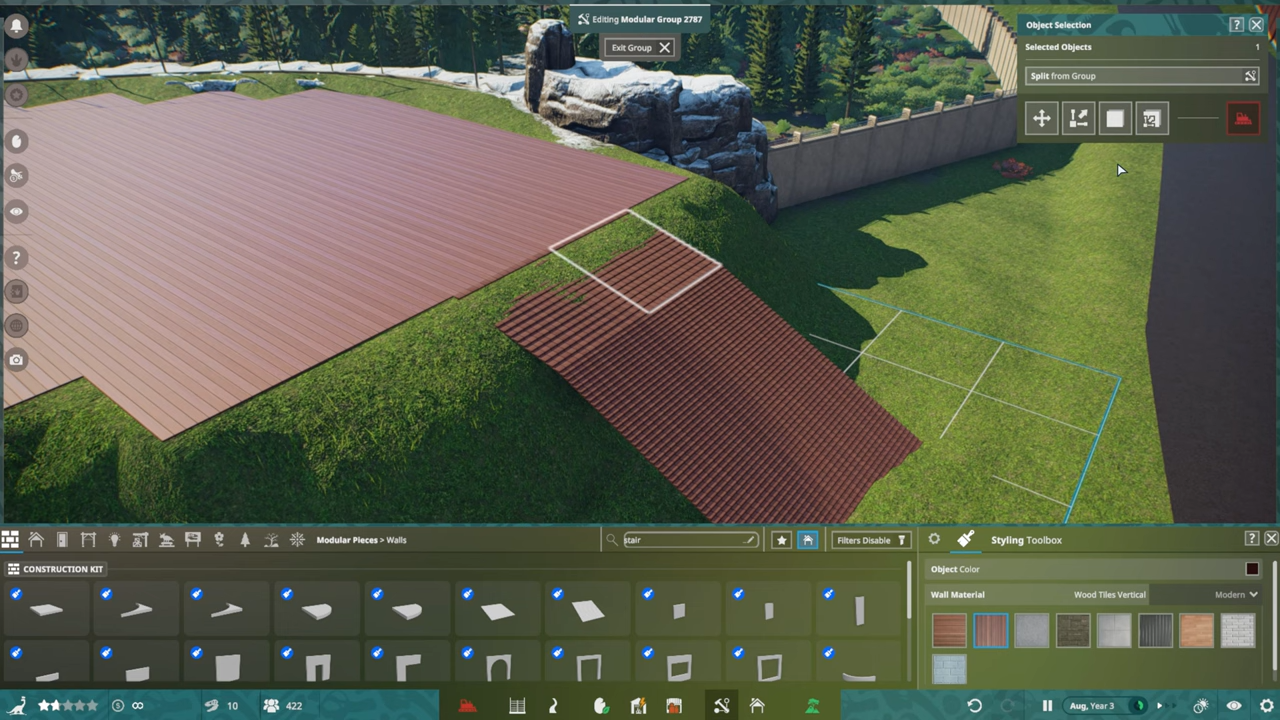 Editing Modular Group 2787
Exit Group
Object Selection
?
Selected Objects
1
Split from Group
12
?
Modular Pieces > Walls
stair
Filters Disable
Styling Toolbox
?
CONSTRUCTION KIT
Object Color
Wall Material
Wood Tiles Vertical
Modern
10
422
Aug, Year 3